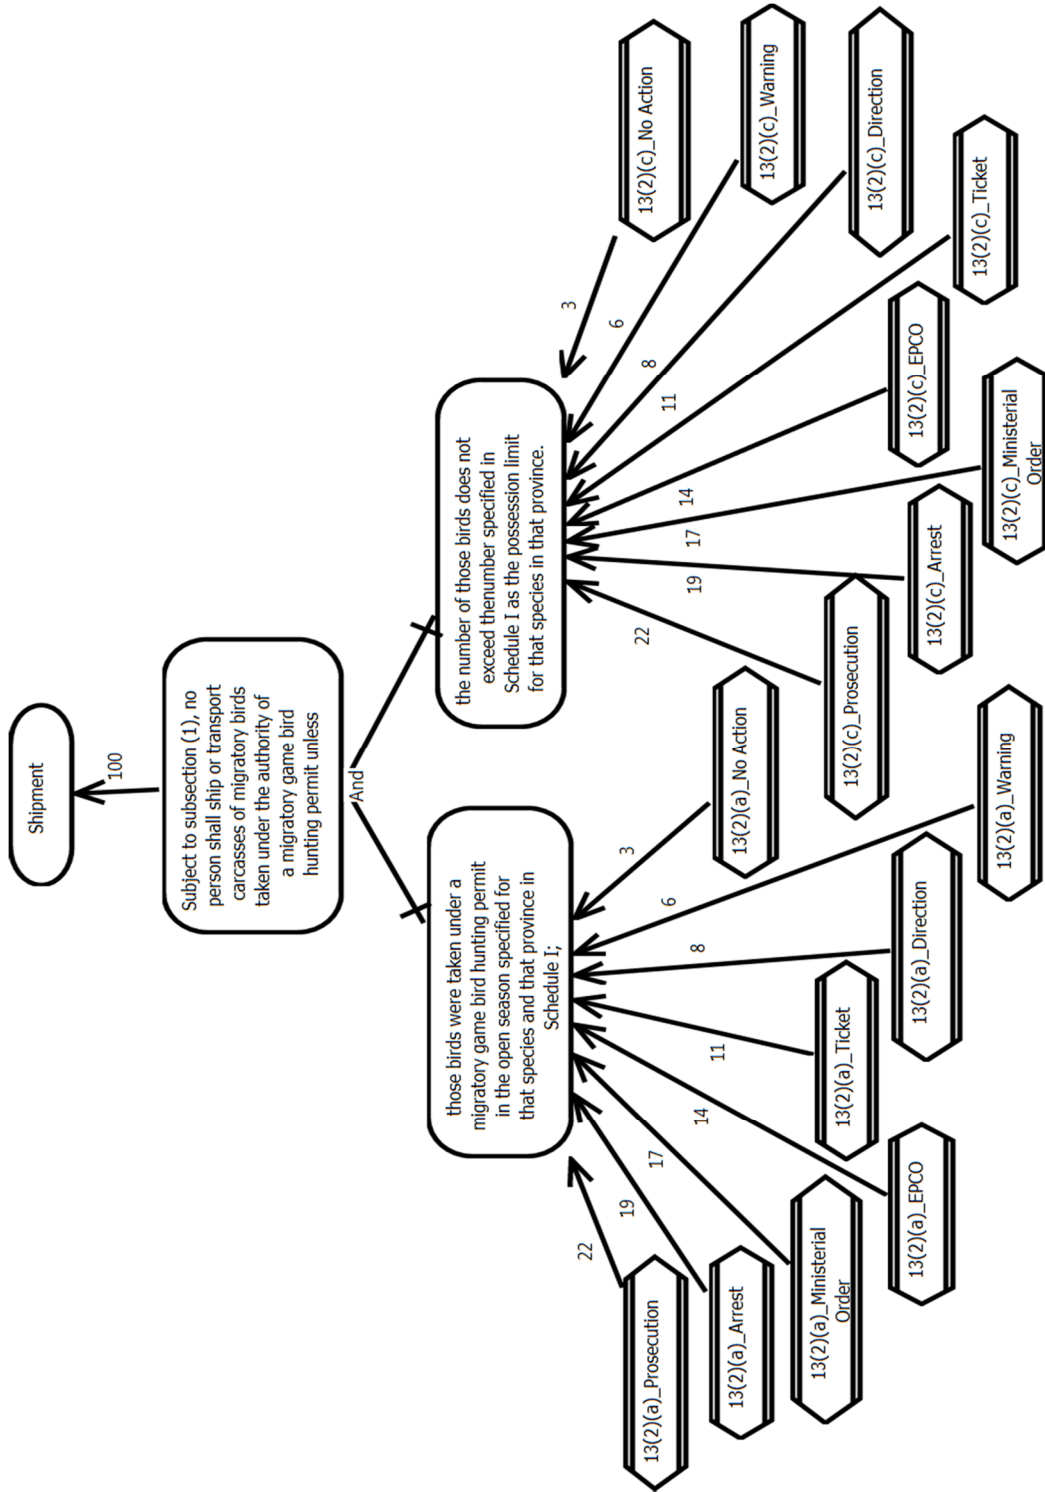 Shipment
100
Subject to subsection (1), no
person shall ship or transport
carcasses of migratory birds
taken under the authority of
a migratory game bird
hunting permit unless
And
those birds were taken under a
migratory game bird hunting permit
in the open season specified for
that species and that province in
Schedule I;
the number of those birds does not
exceed thenumber specified in
Schedule I as the possession limit
for that species in that province.
22
19
17
14
11
8
6
3
13(2)(a)_Prosecution
13(2)(a)_Arrest
13(2)(a)_Ministerial
Order
13(2)(a)_EPCO
13(2)(a)_Ticket
13(2)(a)_Direction
13(2)(a)_Warning
13(2)(a)_No Action
22
19
17
14
11
8
6
3
13(2)(c)_Prosecution
13(2)(c)_Arrest
13(2)(c)_Ministerial
Order
13(2)(c)_EPCO
13(2)(c)_Ticket
13(2)(c)_Direction
13(2)(c)_Warning
13(2)(c)_No Action